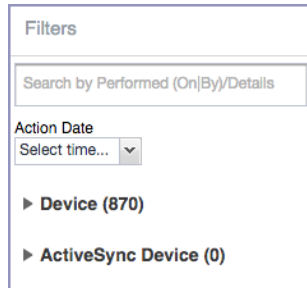 Filters
Search by Performed (On|By)/Details
Action Date
Select time...
Device (870)
ActiveSync Device (0)